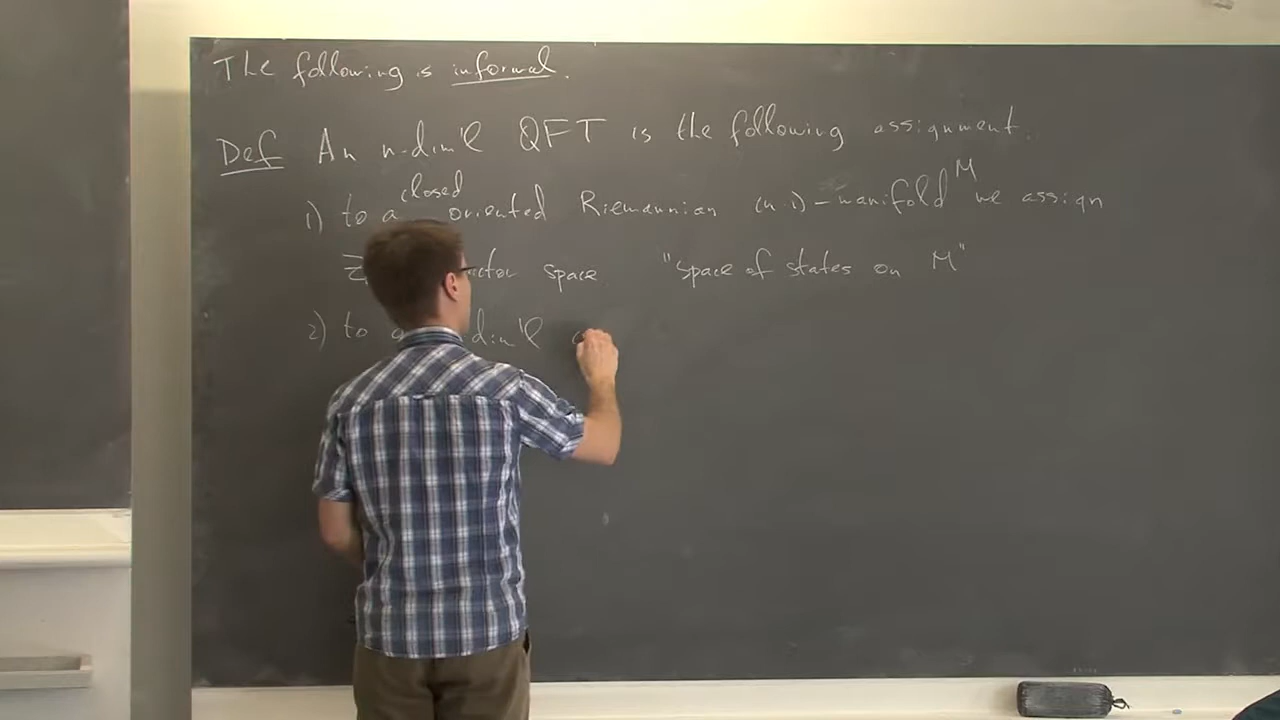 The following is informal.
Def An n-dim'l QFT is the following assignment.
1) to a closed oriented Riemannian (n-1)-manifold M we assign
space "space of states on M"
2) to a dim'l